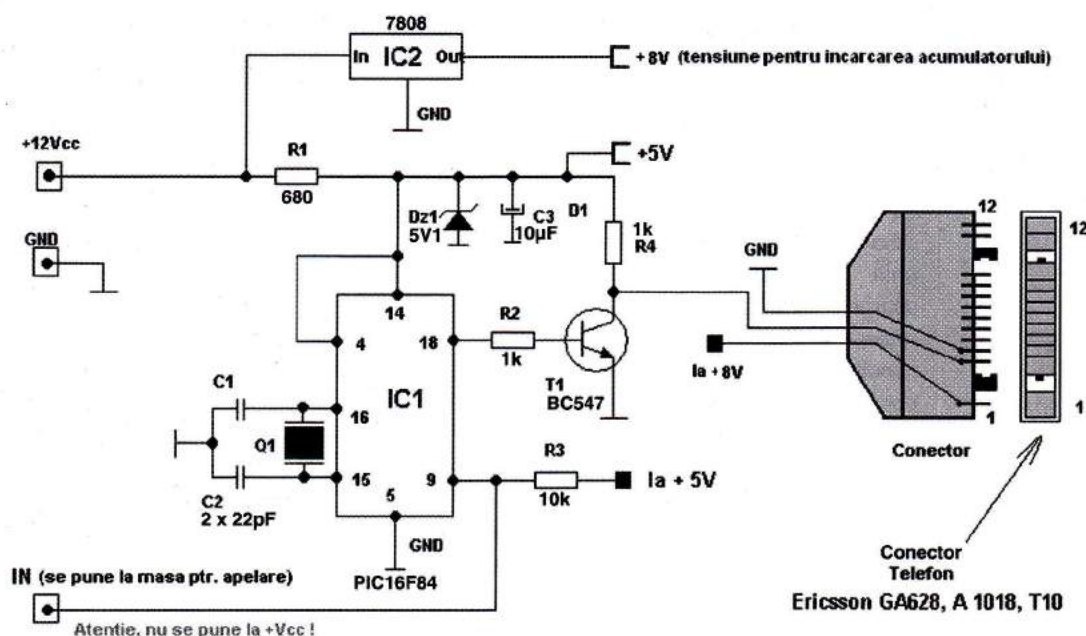 7808
In IC2 Out
+8V (tensiune pentru incarcarea acumulatorului)
GND
+12Vcc
R1
680
+5V
Dz1
5V1
C3
10µF
D1
1k
R4
GND
GND
12
12
14
4
18
R2
1k
T1
BC547
la +8V
C1
16
IC1
Q1
15
9
5
C2
2 x 22pF
R3
10k
la + 5V
1
1
Conector
GND
PIC16F84
IN (se pune la masa ptr. apelare)
Atentie, nu se pune la +Vcc !
Conector
Telefon
Ericsson GA628, A 1018, T10